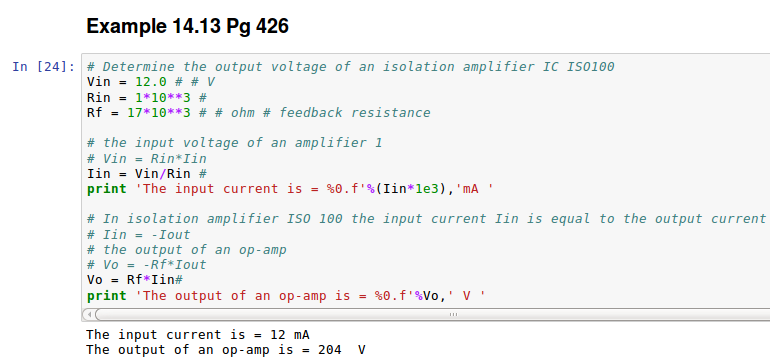 Example 14.13 Pg 426
In [24]:
# Determine the output voltage of an isolation amplifier IC ISO100
Vin = 12.0 # # V
Rin = 1*10**3 #
Rf = 17*10**3 # # ohm # feedback resistance
# the input voltage of an amplifier 1
# Vin = Rin*Iin
Iin = Vin/Rin #
print 'The input current is = %0.f'%(Iin*1e3),'mA '
# In isolation amplifier ISO 100 the input current Iin is equal to the output current
# Iin = -Iout
# the output of an op-amp
# Vo = -Rf*Iout
Vo = Rf*Iin#
print 'The output of an op-amp is = %0.f'%Vo,' V '
The input current is = 12 mA
The output of an op-amp is = 204  V